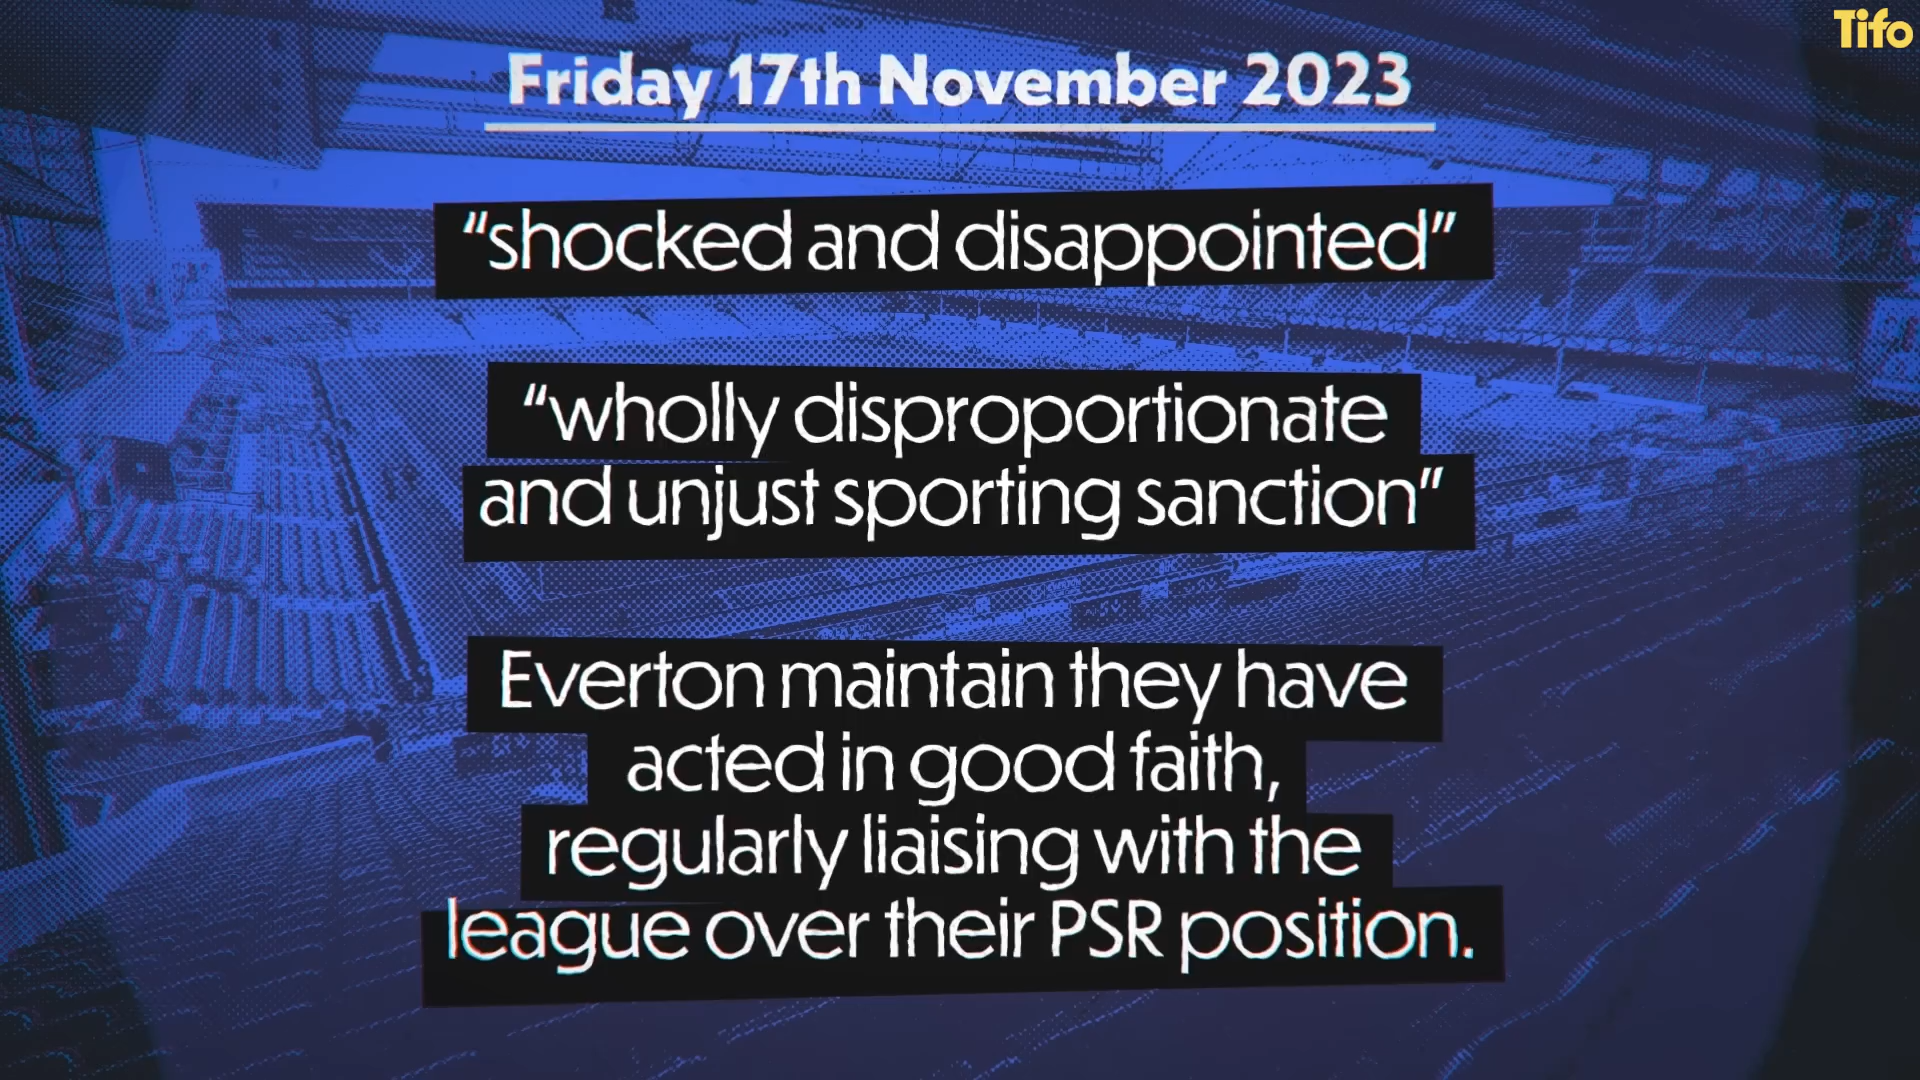 Tifo
Friday 17th November 2023
“shocked and disappointed”
“wholly disproportionate
and unjust sporting sanction”
Everton maintain they have
acted in good faith,
regularly liaising with the
league over their PSR position.